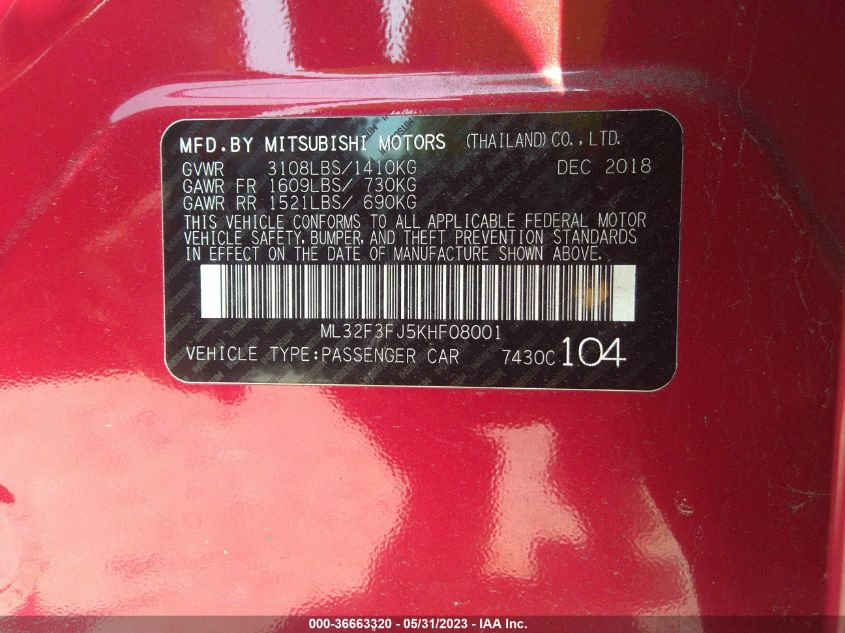 MFD.BY MITSUBISHI MOTORS (THAILAND)CO.,LTD.
GVWR 3108LBS/1410KG DEC 2018
GAWR FR 1609LBS/ 730KG
GAWR RR 1521LBS/ 690KG
THIS VEHICLE CONFORMS TO ALL APPLICABLE FEDERAL MOTOR
VEHICLE SAFETY, BUMPER, AND THEFT PREVENTION STANDARDS
IN EFFECT ON THE DATE OF MANUFACTURE SHOWN ABOVE.
ML32F3FJ5KHF08001
VEHICLE TYPE:PASSENGER CAR 7430C 104
000-36663320 - 05/31/2023 - IAA Inc.